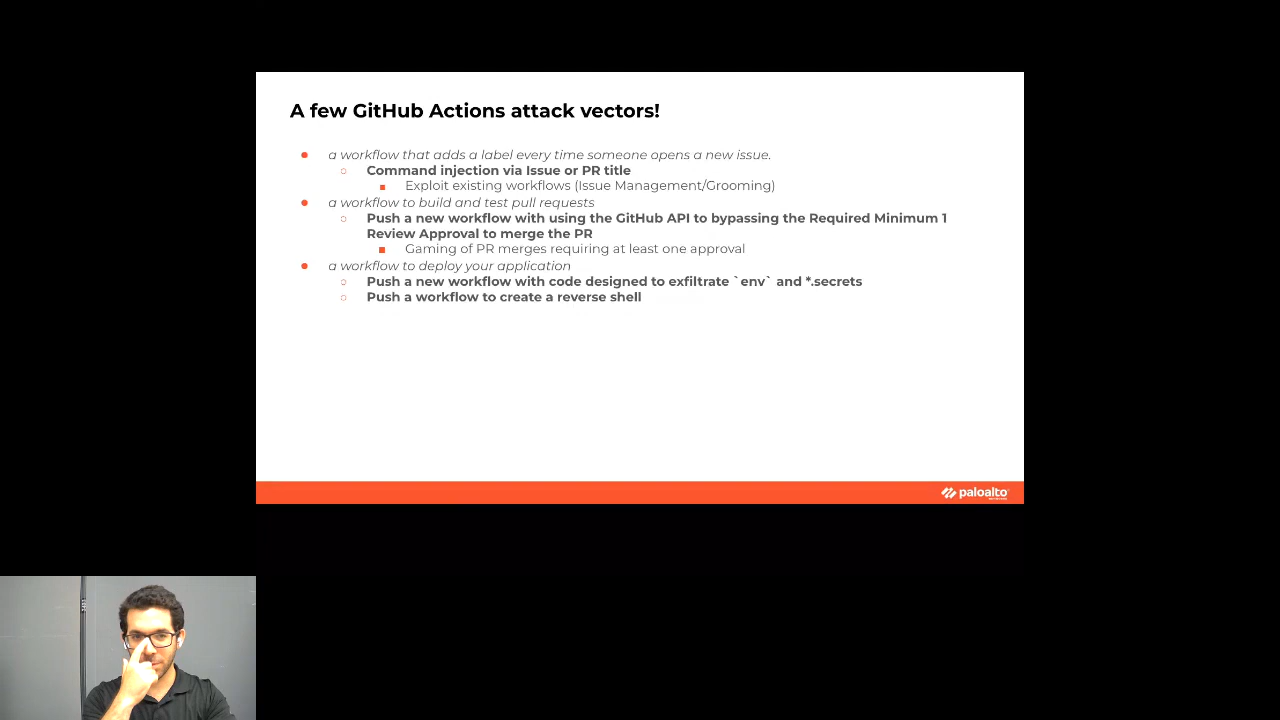 A few GitHub Actions attack vectors!
a workflow that adds a label every time someone opens a new issue.
Command injection via Issue or PR title
Exploit existing workflows (Issue Management/Grooming)
a workflow to build and test pull requests
Push a new workflow with using the GitHub API to bypassing the Required Minimum 1
Review Approval to merge the PR
Gaming of PR merges requiring at least one approval
a workflow to deploy your application
Push a new workflow with code designed to exfiltrate `env` and *.secrets
Push a workflow to create a reverse shell
paloalto